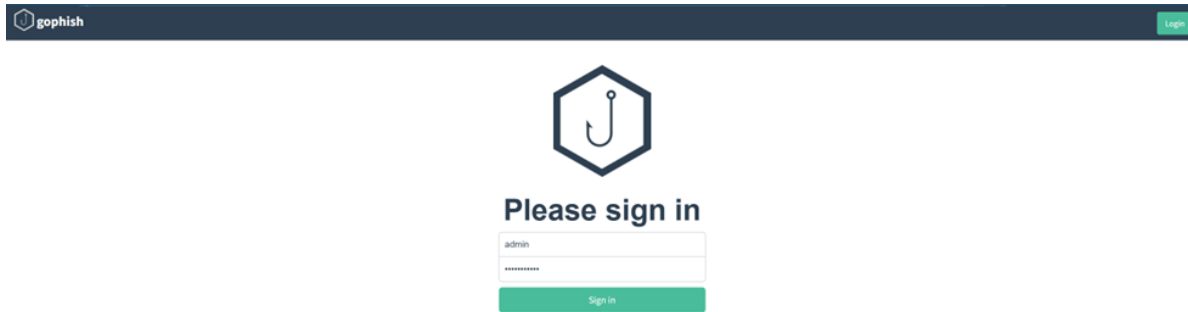 gophish
Login
Please sign in
admin
•••••••••••
Sign in